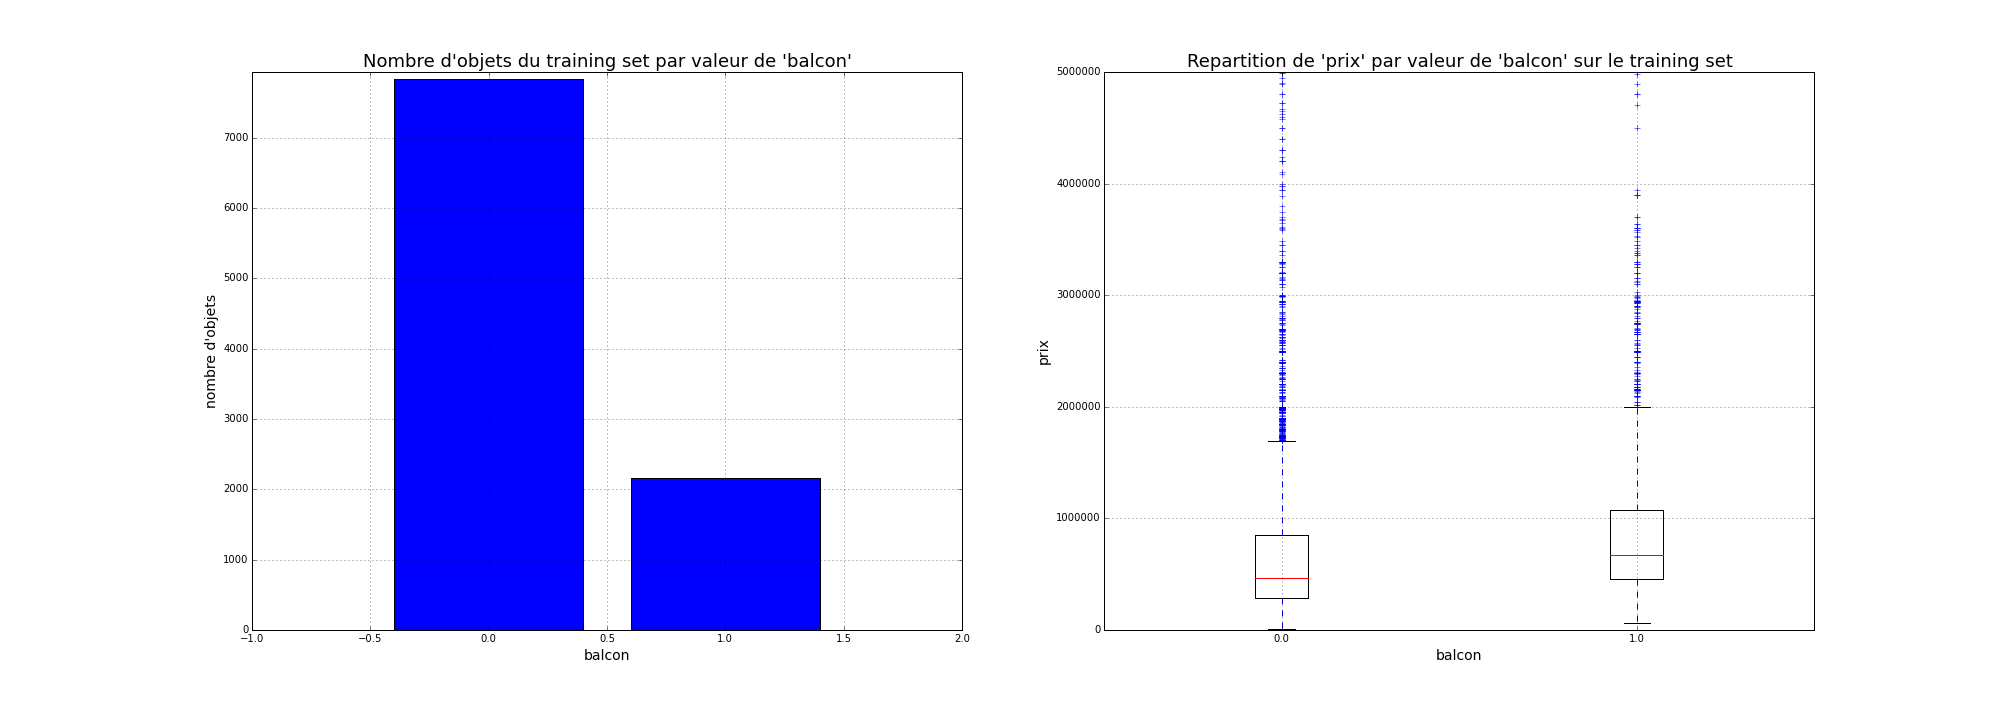 Nombre d'objets du training set par valeur de 'balcon'
7000
6000
5000
4000
3000
2000
1000
0
nombre d'objets
−1.0 −0.5 0.0 0.5 1.0 1.5 2.0
balcon
Repartition de 'prix' par valeur de 'balcon' sur le training set
5000000
4000000
3000000
2000000
1000000
0
prix
0.0 1.0
balcon